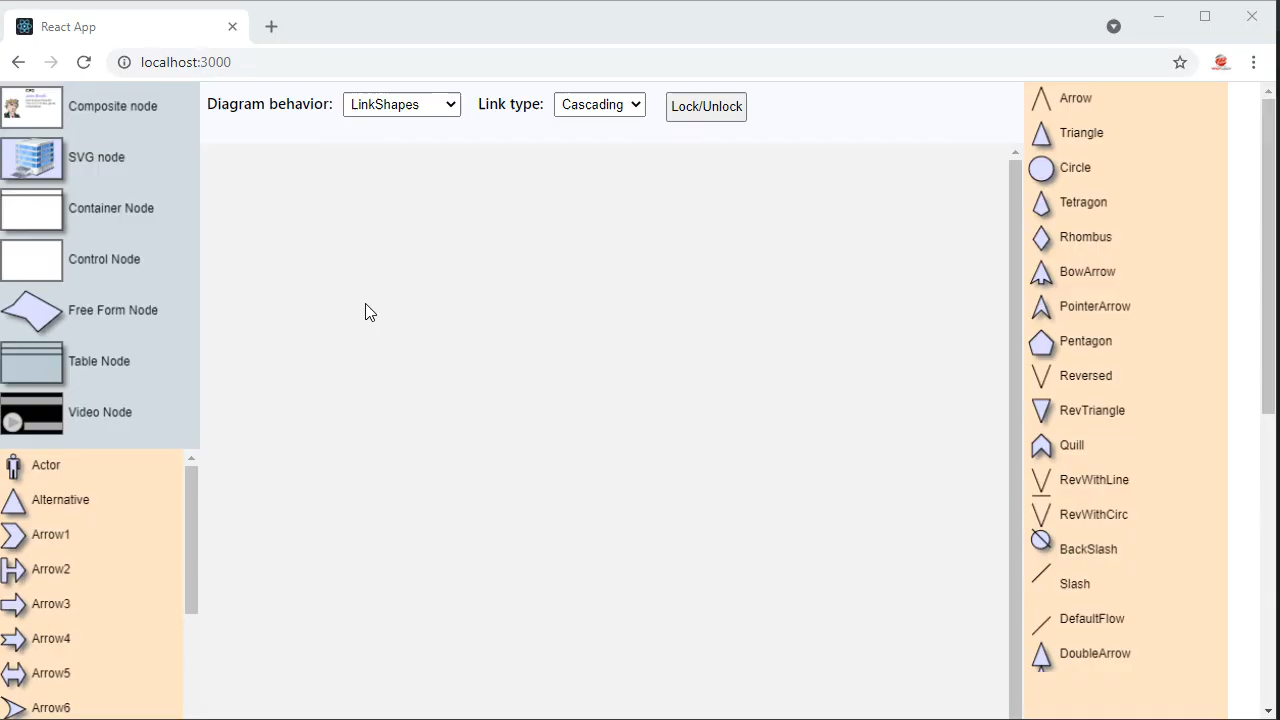 React App
localhost:3000
Composite node
SVG node
Container Node
Control Node
Free Form Node
Table Node
Video Node
Actor
Alternative
Arrow1
Arrow2
Arrow3
Arrow4
Arrow5
Arrow6
Diagram behavior: LinkShapes Link type: Cascading Lock/Unlock
Arrow
Triangle
Circle
Tetragon
Rhombus
BowArrow
PointerArrow
Pentagon
Reversed
RevTriangle
Quill
RevWithLine
RevWithCirc
BackSlash
Slash
DefaultFlow
DoubleArrow